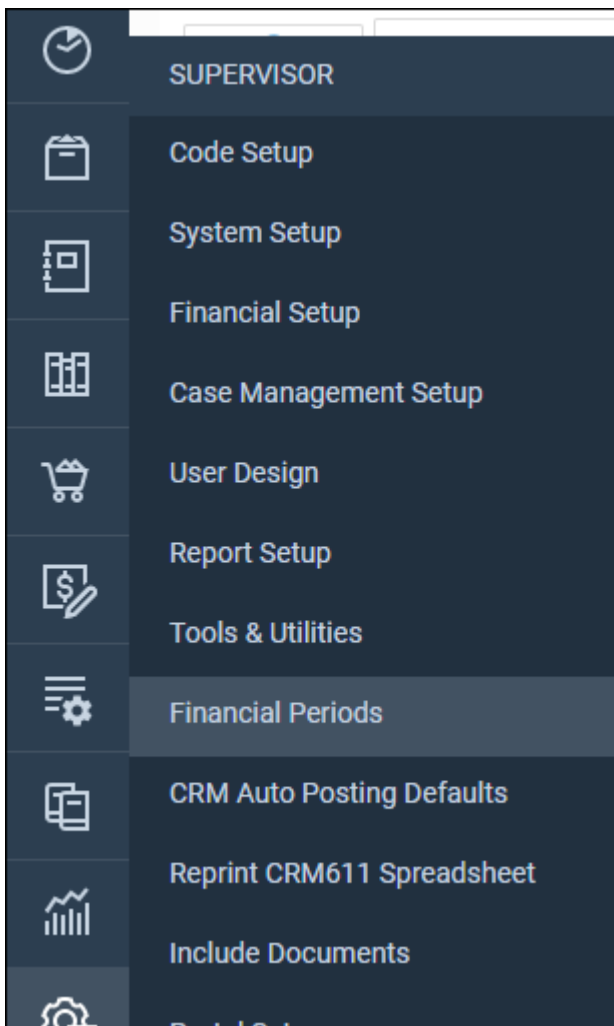 SUPERVISOR
Code Setup
System Setup
Financial Setup
Case Management Setup
User Design
Report Setup
Tools & Utilities
Financial Periods
CRM Auto Posting Defaults
Reprint CRM611 Spreadsheet
Include Documents